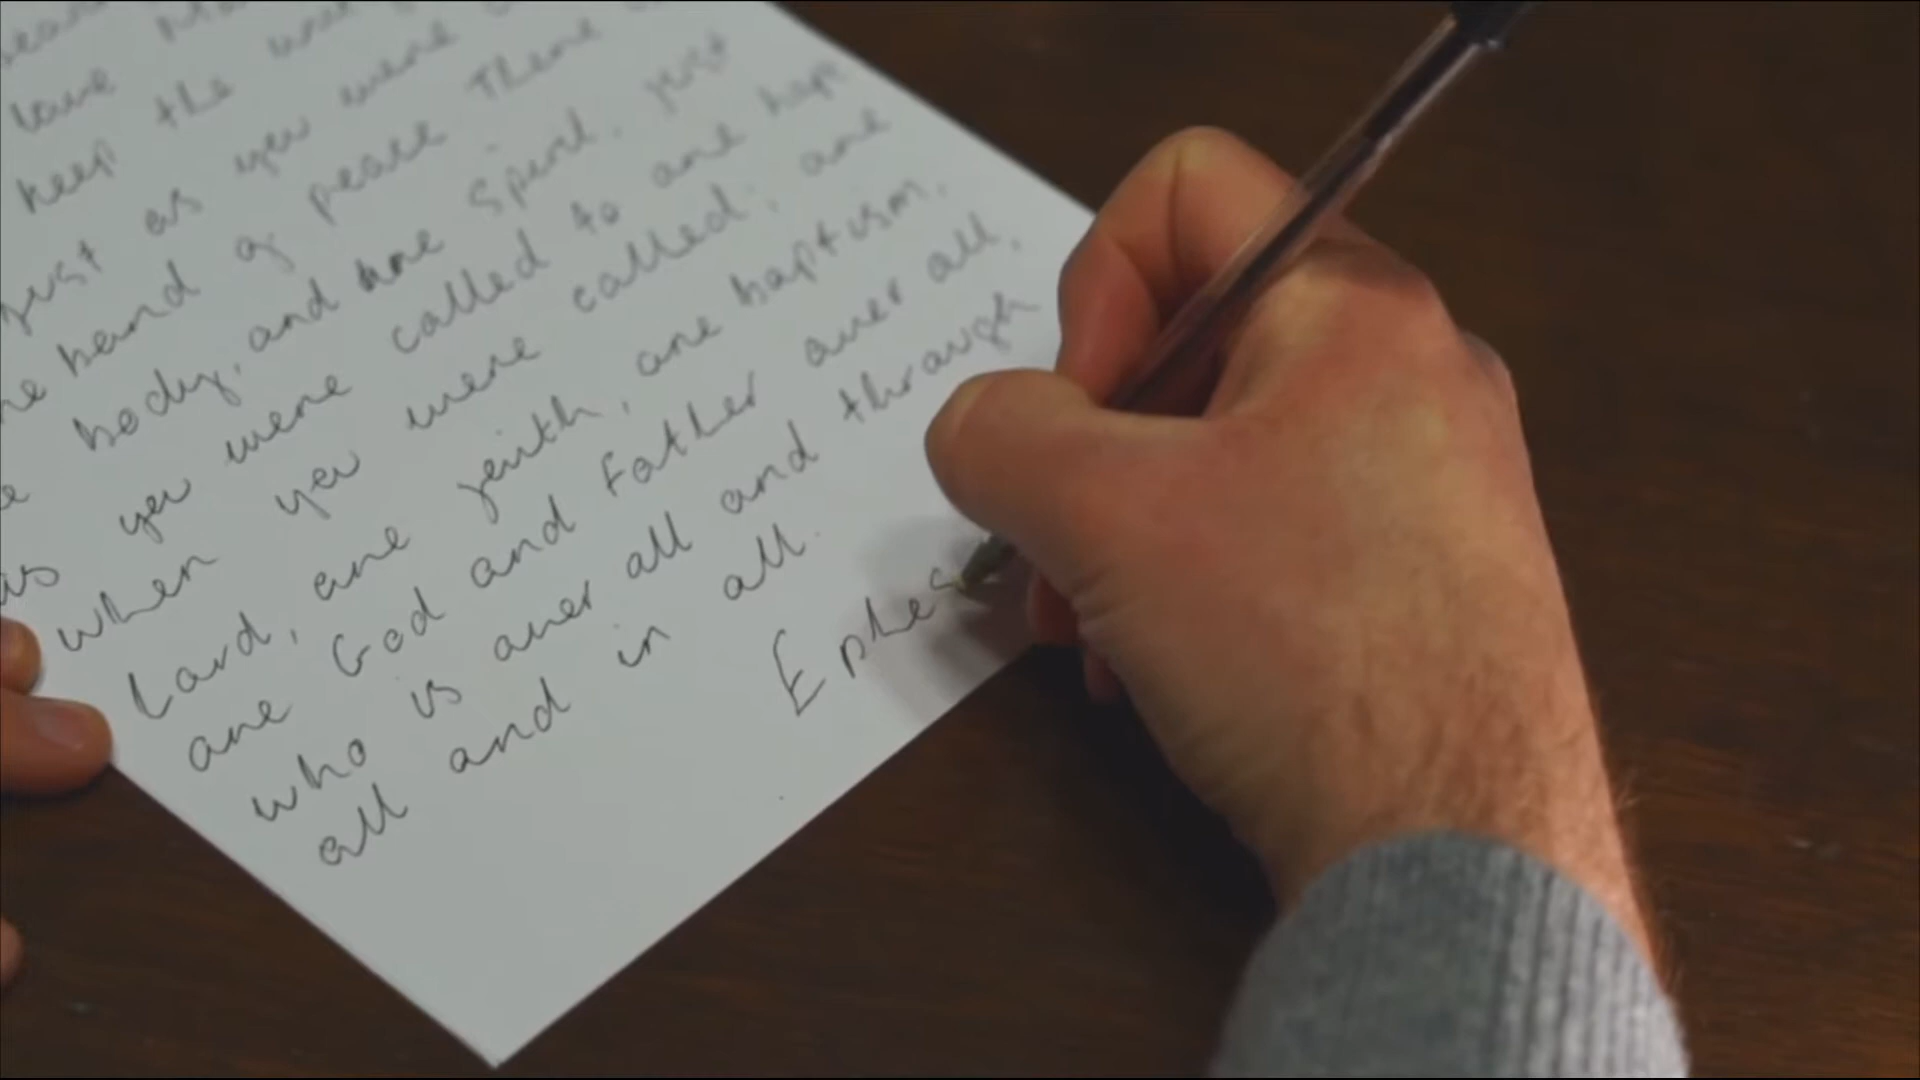 love
keep the
just as you were
bond of peace There
body, and one Spirit, just
as you were called to one hope
when you were called; one
Lord, one faith, one baptism,
one God and Father over all,
who is over all and through
all and in all.
Ephes